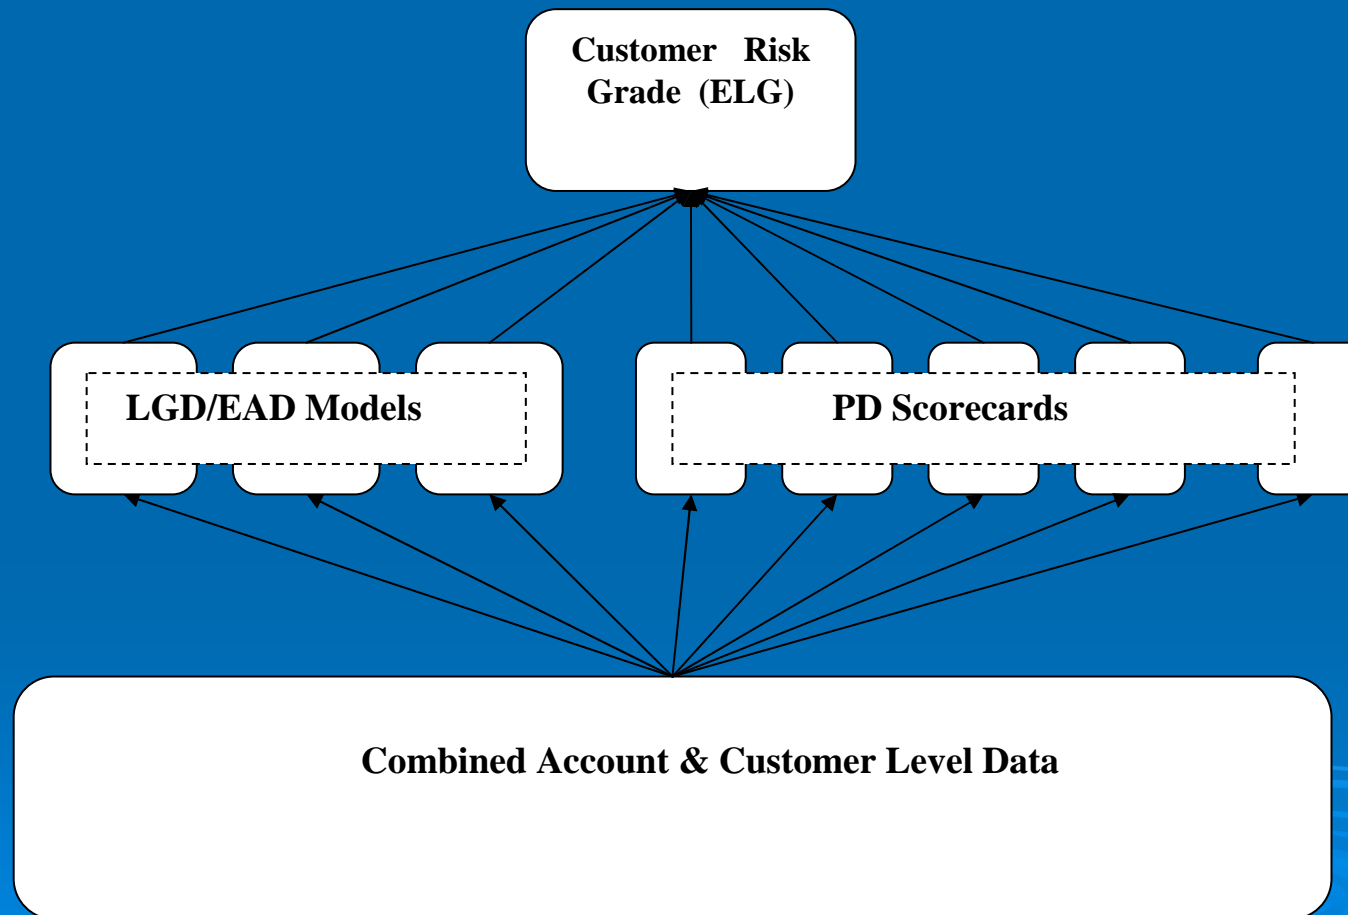 Customer Risk
Grade (ELG)
LGD/EAD Models
PD Scorecards
Combined Account & Customer Level Data